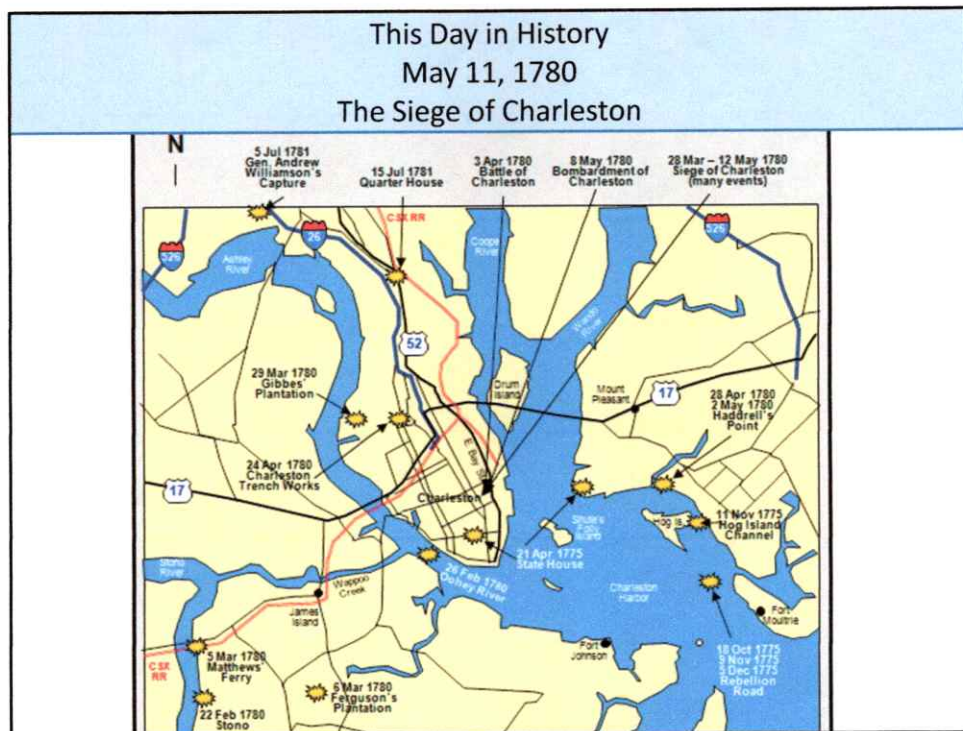 This Day in History
May 11, 1780
The Siege of Charleston
N
5 Jul 1781
Gen. Andrew
Williamson's
Capture
15 Jul 1781
Quarter House
3 Apr 1780
Battle of
Charleston
8 May 1780
Bombardment of
Charleston
28 Mar – 12 May 1780
Siege of Charleston
(many events)
526
26
CSX RR
526
Ashley
River
Cooper
River
Wando
River
52
29 Mar 1780
Gibbes'
Plantation
Drum
Island
Mount
Pleasant
17
28 Apr 1780
2 May 1780
Haddrell's
Point
24 Apr 1780
Charleston
Trench Works
E Bay St
17
Charleston
Shute's
Folly
Island
Hog Is.
11 Nov 1775
Hog Island
Channel
21 Apr 1775
State House
26 Feb 1780
Oohey River
Stono
River
Wappoo
Creek
James
Island
Charleston
Harbor
Fort
Moultrie
Fort
Johnson
18 Oct 1775
9 Nov 1775
5 Dec 1775
Rebellion
Road
CSX
RR
5 Mar 1780
Matthews'
Ferry
6 Mar 1780
Ferguson's
Plantation
22 Feb 1780
Stono